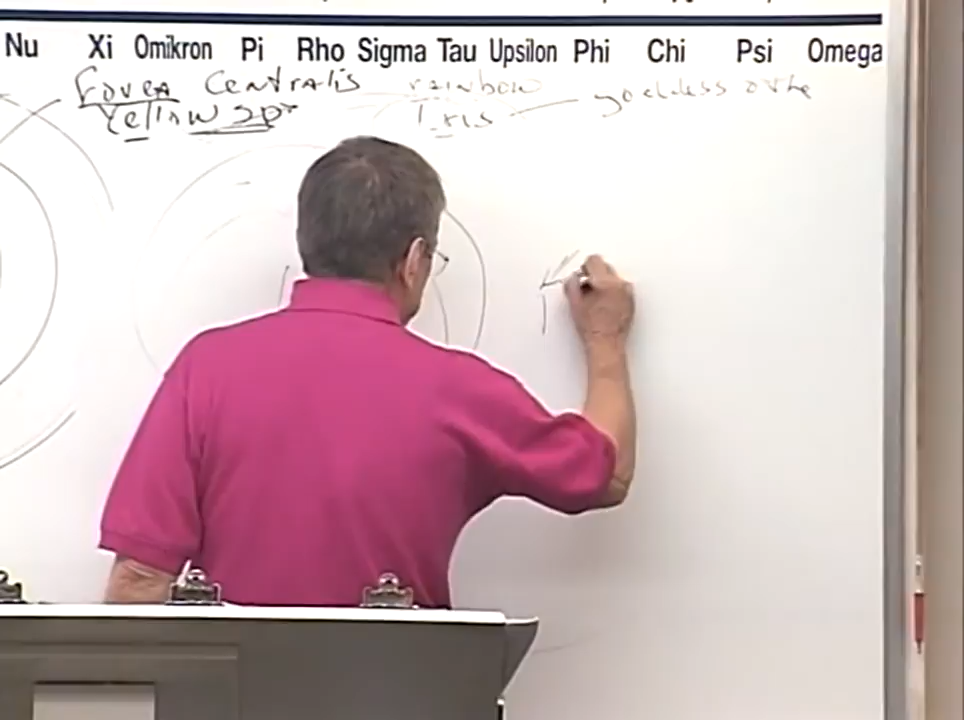 Nu Xi Omikron Pi Rho Sigma Tau Upsilon Phi Chi Psi Omega
Fovea Centralis rainbow
Yellow spot Iris goddess of the